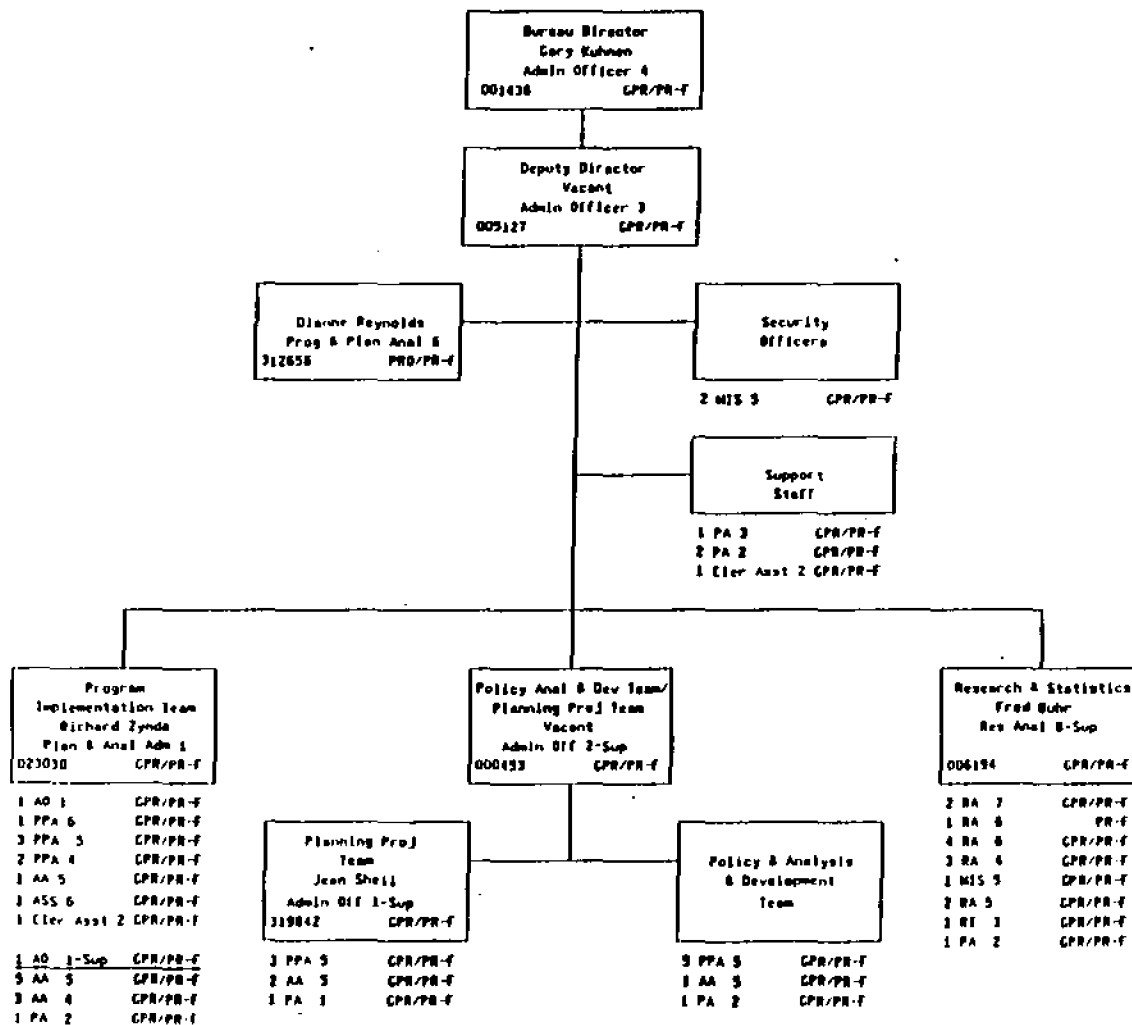 Bureau Director
Gary Kuhnen
Admin Officer 4
001436 GPR/PR-F
Deputy Director
Vacant
Admin Officer 3
005127 GPR/PR-F
Dianne Reynolds
Prog & Plan Anal 6
312656 PRO/PR-F
Security
Officers
2 MIS 5 GPR/PR-F
Support
Staff
1 PA 3 GPR/PR-F
2 PA 2 GPR/PR-F
1 Cler Asst 2 GPR/PR-F
Program
Implementation Team
Richard Zynda
Plan & Anal Adm 1
023030 GPR/PR-F
1 AO 1 GPR/PR-F
1 PPA 6 GPR/PR-F
3 PPA 5 GPR/PR-F
2 PPA 4 GPR/PR-F
1 AA 5 GPR/PR-F
1 ASS 6 GPR/PR-F
1 Cler Asst 2 GPR/PR-F
1 AO 1-Sup GPR/PR-F
5 AA 5 GPR/PR-F
3 AA 4 GPR/PR-F
1 PA 2 GPR/PR-F
Policy Anal & Dev Team/
Planning Proj Team
Vacant
Admin Off 2-Sup
000493 GPR/PR-F
Planning Proj
Team
Jean
Admin Off 1-Sup
319842 GPR/PR-F
3 PPA 5 GPR/PR-F
2 AA 5 GPR/PR-F
1 PA GPR/PR-F
Policy & Analysis
& Development
Team
5 PPA 5 GPR/PR-F
AA 5 GPR/PR-F
1 PA 2 GPR/PR-F
Research & Statistics
Fred Buhr
Res Anal 8-Sup
006194 GPR/PR-F
2 RA 7 GPR/PR-F
1 RA 6 PR-F
4 RA 6 GPR/PR-F
3 RA 4 GPR/PR-F
1 MIS 5 GPR/PR-F
2 RA 5 GPR/PR-F
RT GPR/PR-F
1 PA 2 GPR/PR-F